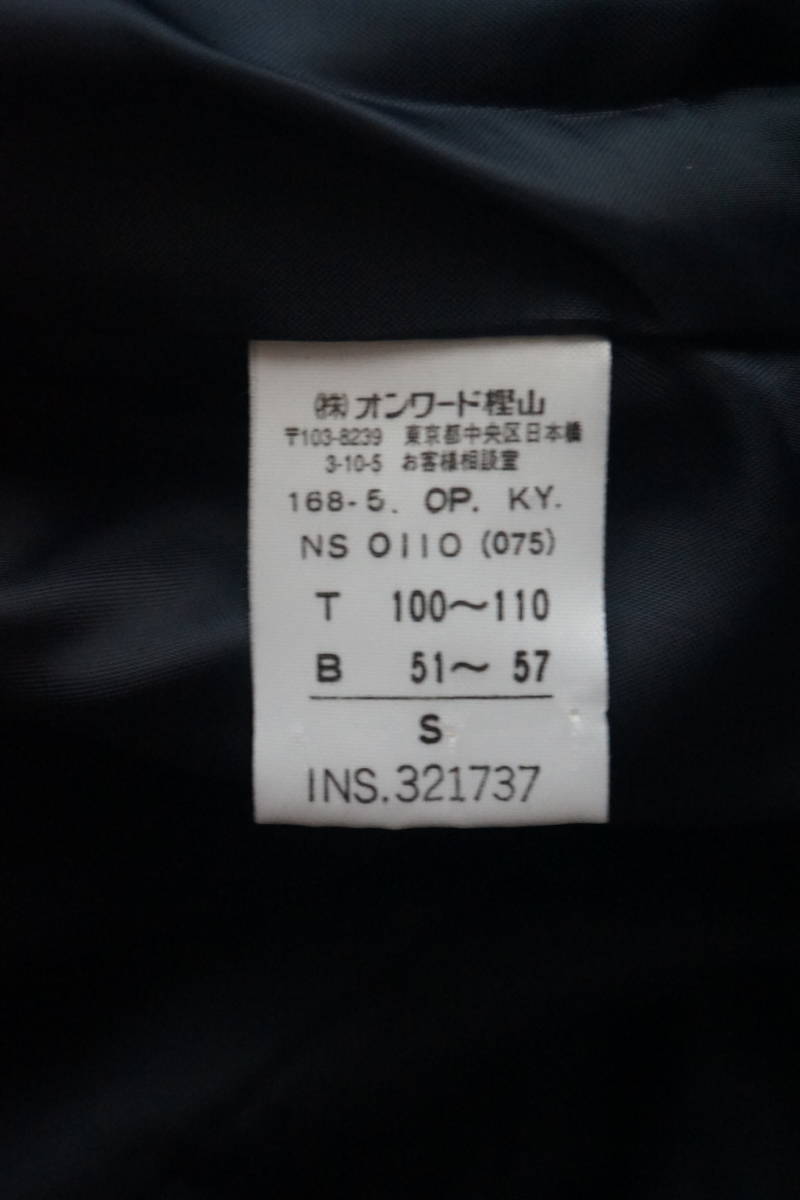 ㈱オンワード樫山
〒103-8239 東京都中央区日本橋
3-10-5 お客様相談室
168-5. OP. KY.
NS 0110 (075)
T 100〜110
B 51〜 57
S
INS.321737